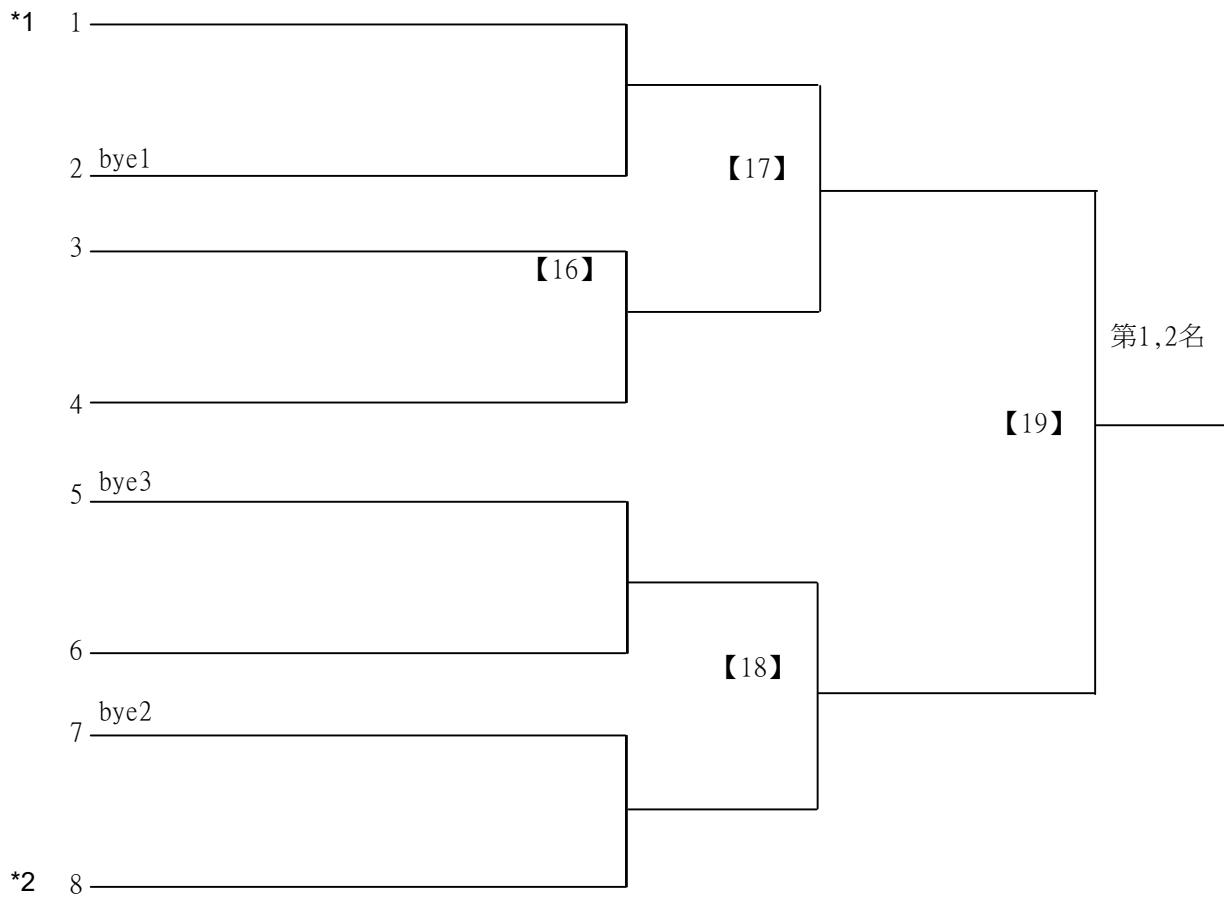 *1 1
2 bye1
【17】
3
【16】
第1,2名
4
【19】
5 bye3
6
【18】
7 bye2
*2 8